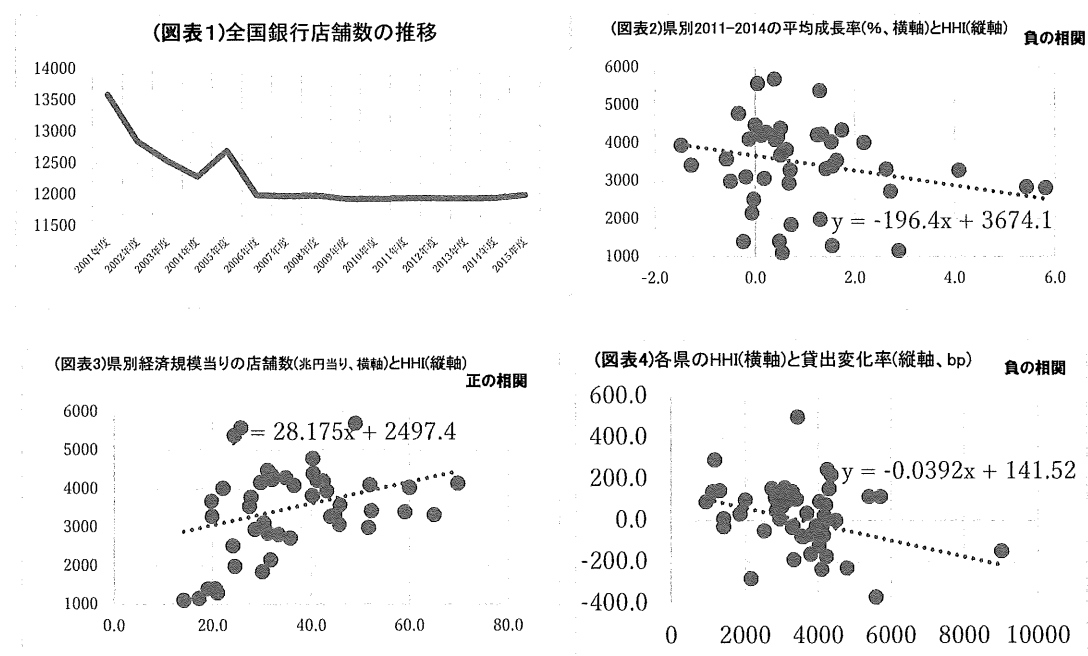 (図表1)全国銀行店舗数の推移
14000
13500
13000
12500
12000
11500
2001年度
2002年度
2003年度
2004年度
2005年度
2006年度
2007年度
2008年度
2009年度
2010年度
2011年度
2012年度
2013年度
2014年度
2015年度
(図表2)県別2011-2014の平均成長率(%、横軸)とHHI(縦軸)
負の相関
6000
5000
4000
3000
2000
1000
y = -196.4x + 3674.1
-2.0 0.0 2.0 4.0 6.0
(図表3)県別経済規模当りの店舗数(兆円当り、横軸)とHHI(縦軸)
正の相関
6000
5000
4000
3000
2000
1000
= 28.175x + 2497.4
0.0 20.0 40.0 60.0 80.0
(図表4)各県のHHI(横軸)と貸出変化率(縦軸、bp)
負の相関
600.0
400.0
200.0
0.0
-200.0
-400.0
y = -0.0392x + 141.52
0 2000 4000 6000 8000 10000